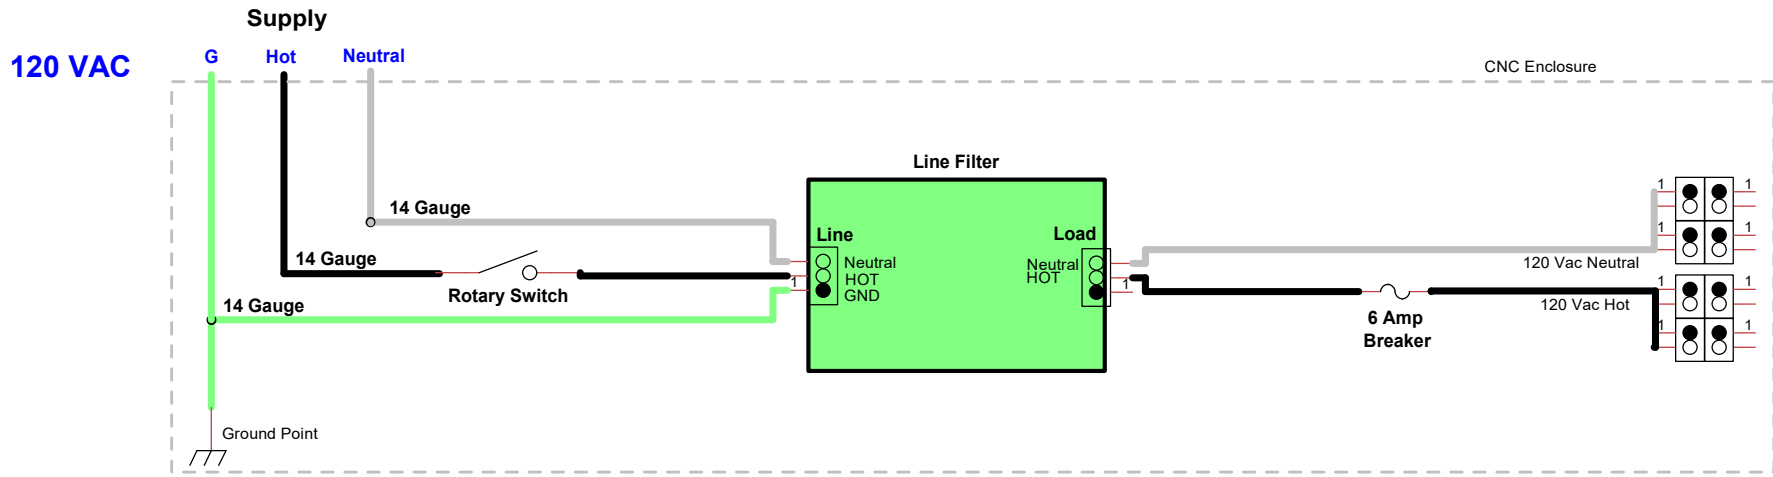 Supply
120 VAC
G
Hot
Neutral
CNC Enclosure
Line Filter
14 Gauge
14 Gauge
Rotary Switch
14 Gauge
Line
Neutral
HOT
1
GND
Load
Neutral
HOT
1
120 Vac Neutral
120 Vac Hot
6 Amp
Breaker
1
1
1
1
1
1
1
1
Ground Point